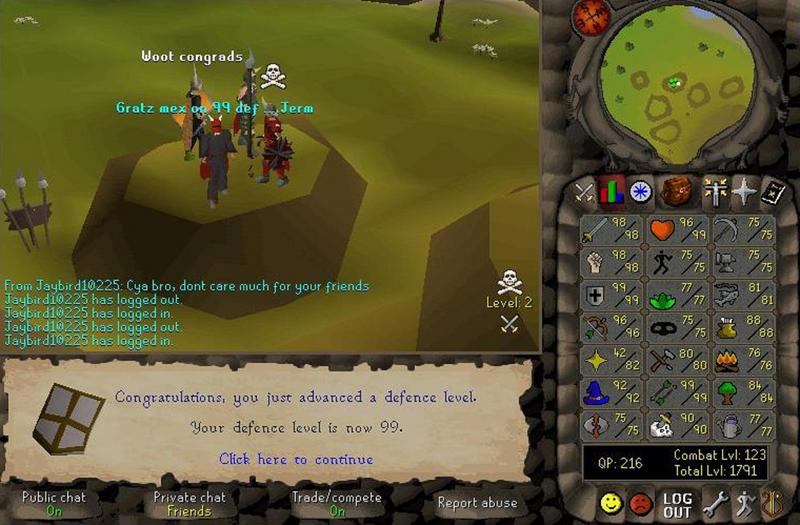 Woot congrads
Gratz mex on 99 def Jerm
From Jaybird10225: Cya bro, dont care much for your friends
Jaybird10225 has logged out.
Jaybird10225 has logged in.
Jaybird10225 has logged out.
Jaybird10225 has logged in.
Level: 2
Congratulations, you just advanced a defence level.
Your defence level is now 99.
Click here to continue
Public chat
On
Private chat
Friends
Trade/compete
On
Report abuse
98/98 96/99 75/75
98/98 75/75 75/75
99/99 77/77 81/81
96/96 75/75 88/88
42/82 80/80 76/76
92/92 99/99 84/84
75/75 90/90 77/77
QP: 216
Combat Lvl: 123
Total Lvl: 1791
LOG
OUT